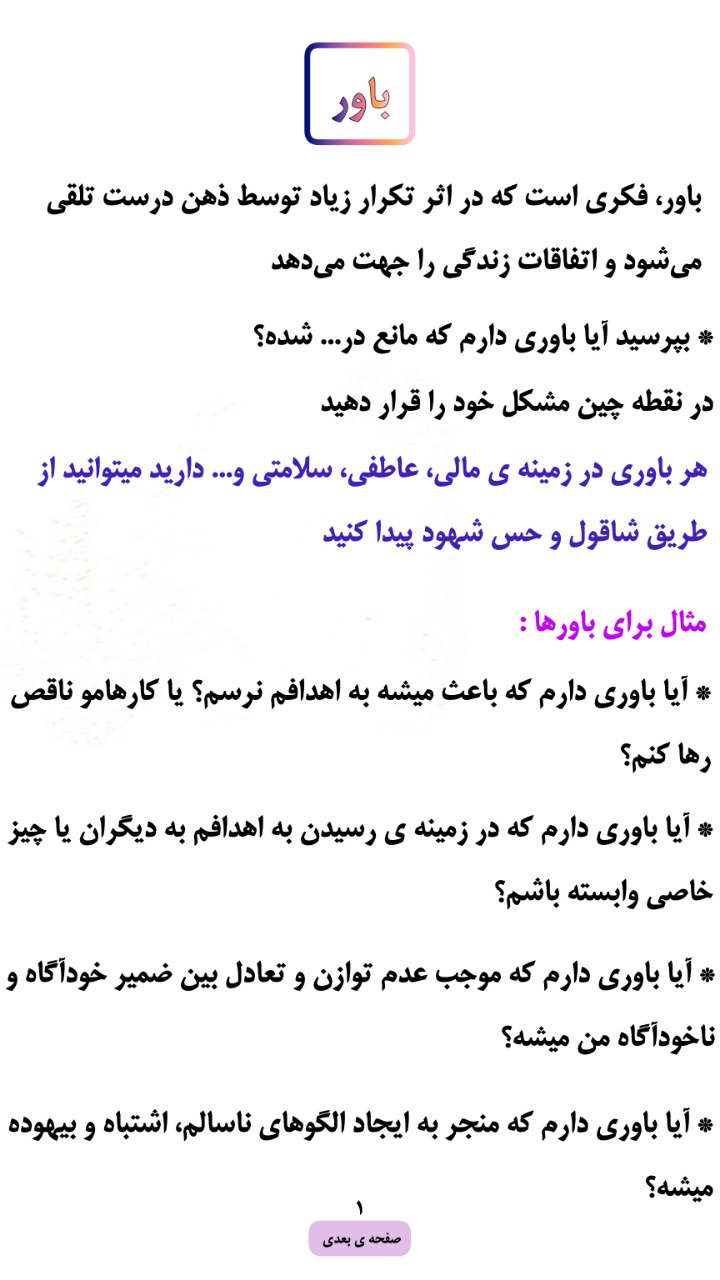 باور
باور، فکری است که در اثر تکرار زیاد توسط ذهن درست تلقی
می‌شود و اتفاقات زندگی را جهت می‌دهد
* بپرسید آیا باوری دارم که مانع در... شده؟
در نقطه چین مشکل خود را قرار دهید
هر باوری در زمینه ی مالی، عاطفی، سلامتی و... دارید میتوانید از
طریق شاقول و حس شهود پیدا کنید
مثال برای باورها :
* آیا باوری دارم که باعث میشه به اهدافم نرسم؟ یا کارهامو ناقص
رها کنم؟
* آیا باوری دارم که در زمینه ی رسیدن به اهدافم به دیگران یا چیز
خاصی وابسته باشم؟
* آیا باوری دارم که موجب عدم توازن و تعادل بین ضمیر خودآگاه و
ناخودآگاه من میشه؟
* آیا باوری دارم که منجر به ایجاد الگوهای ناسالم، اشتباه و بیهوده
میشه؟
۱
صفحه ی بعدی